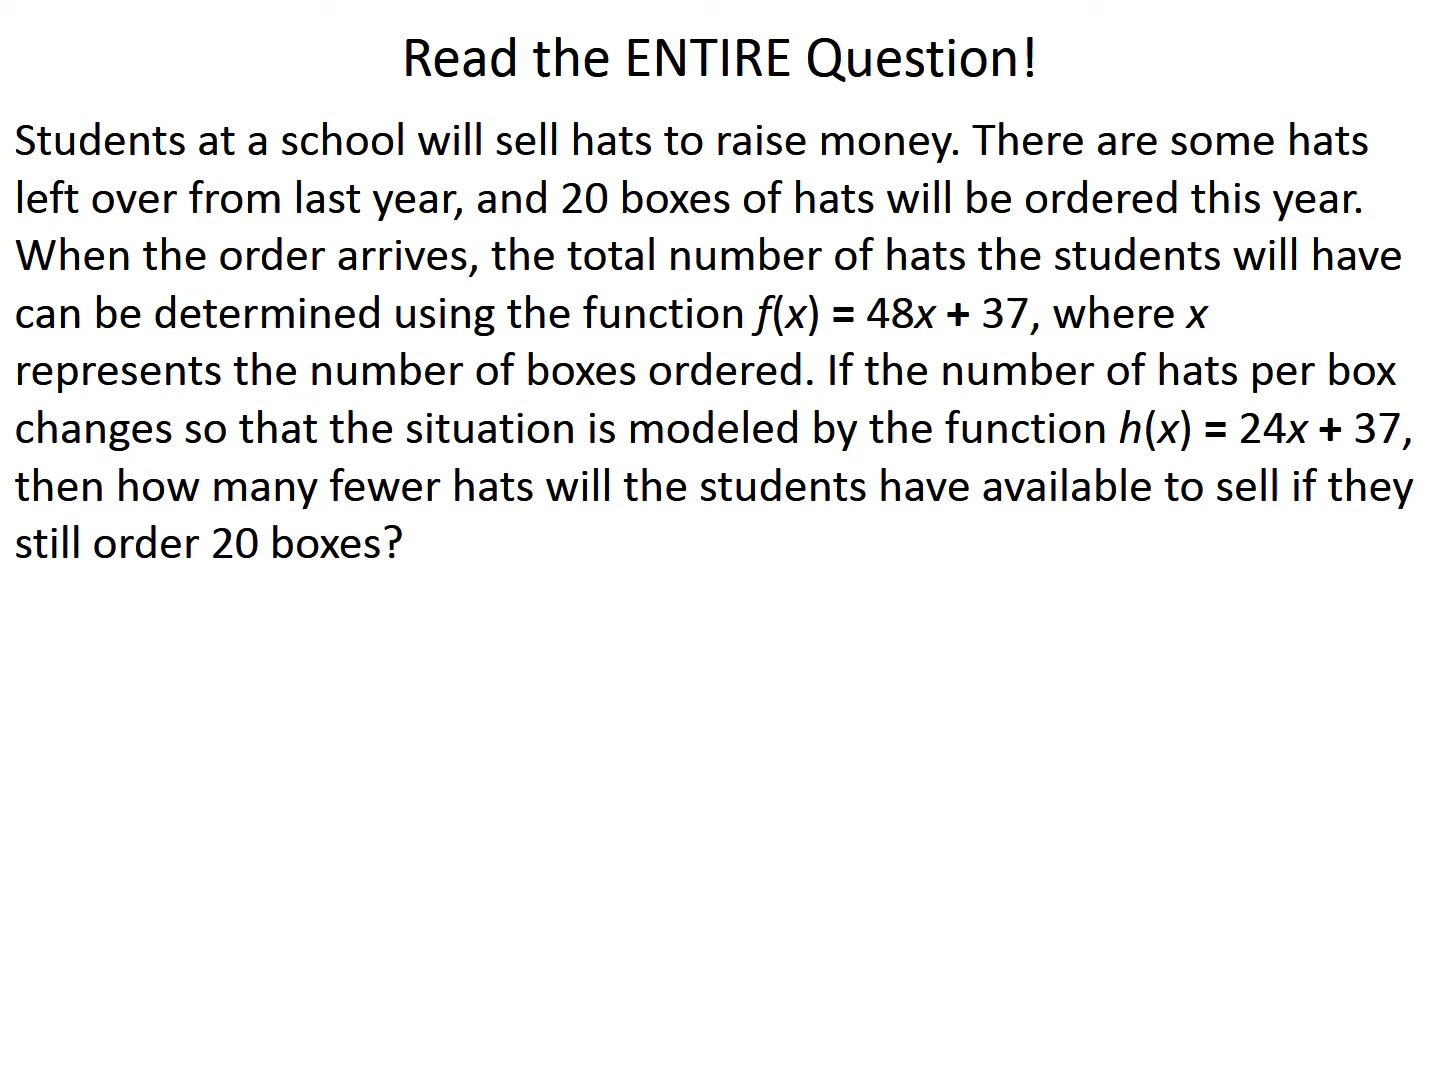 Read the ENTIRE Question!
Students at a school will sell hats to raise money. There are some hats
left over from last year, and 20 boxes of hats will be ordered this year.
When the order arrives, the total number of hats the students will have
can be determined using the function f(x) = 48x + 37, where x
represents the number of boxes ordered. If the number of hats per box
changes so that the situation is modeled by the function h(x) = 24x + 37,
then how many fewer hats will the students have available to sell if they
still order 20 boxes?